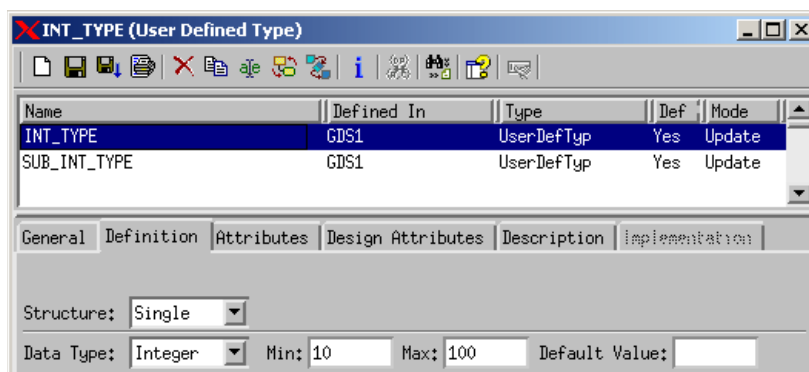 INT_TYPE (User Defined Type)
Name Defined In Type Def Mode
INT_TYPE GDS1 UserDefTyp Yes Update
SUB_INT_TYPE GDS1 UserDefTyp Yes Update
General Definition Attributes Design Attributes Description Implementation
Structure: Single
Data Type: Integer Min: 10 Max: 100 Default Value: